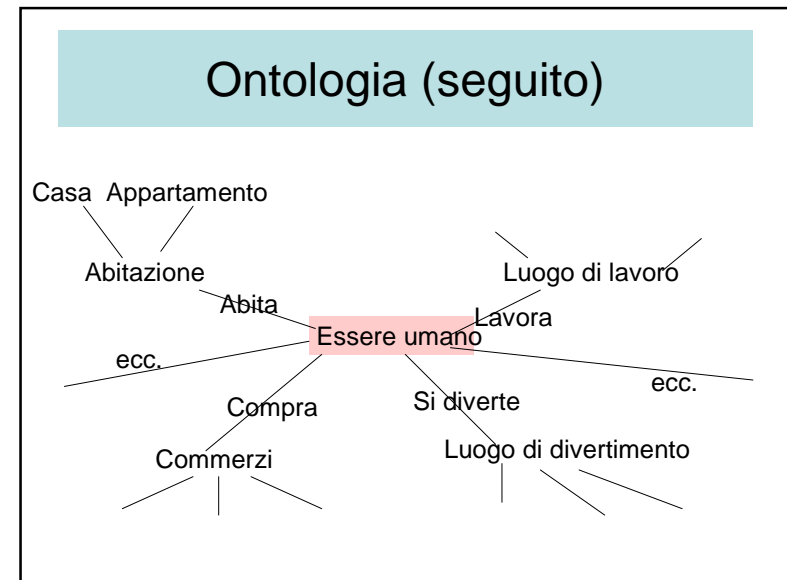 Ontologia (seguito)
Casa Appartamento
Abitazione
Luogo di lavoro
Abita
Lavora
Essere umano
ecc.
ecc.
Compra
Si diverte
Commerzi
Luogo di divertimento